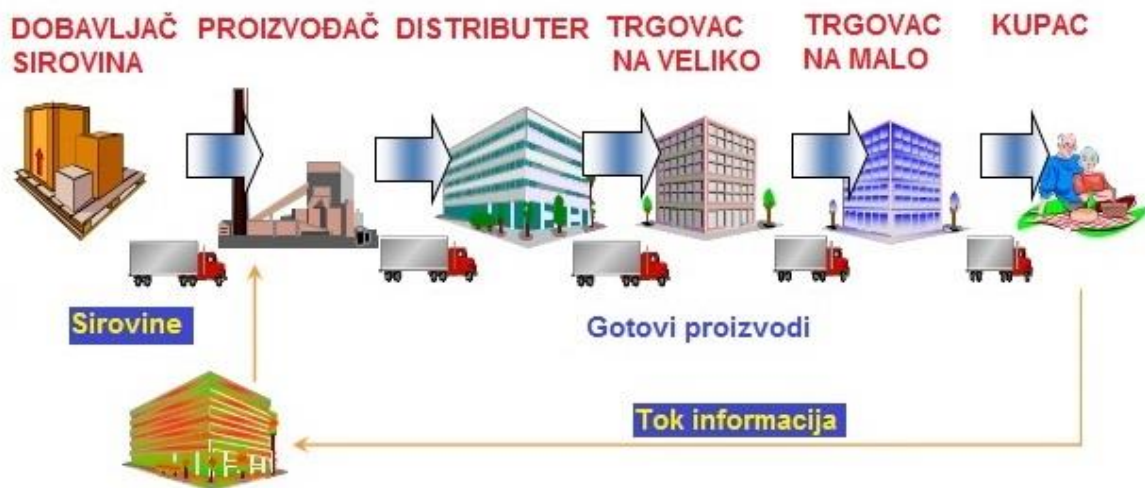 DOBAVLJAČ
SIROVINA
PROIZVOĐAČ
DISTRIBUTER
TRGOVAC
NA VELIKO
TRGOVAC
NA MALO
KUPAC
Sirovine
Gotovi proizvodi
Tok informacija